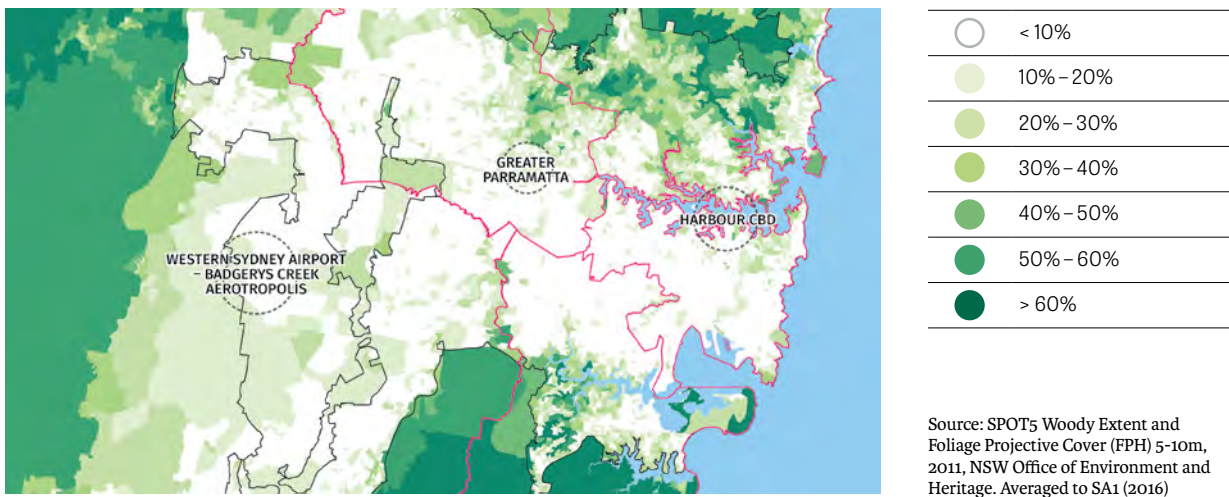 GREATER
PARRAMATTA
HARBOUR CBD
WESTERN SYDNEY AIRPORT
– BADGERYS CREEK
AEROTROPOLIS
< 10%
10% – 20%
20% – 30%
30% – 40%
40% – 50%
50% – 60%
> 60%
Source: SPOT5 Woody Extent and
Foliage Projective Cover (FPH) 5-10m,
2011, NSW Office of Environment and
Heritage. Averaged to SA1 (2016)